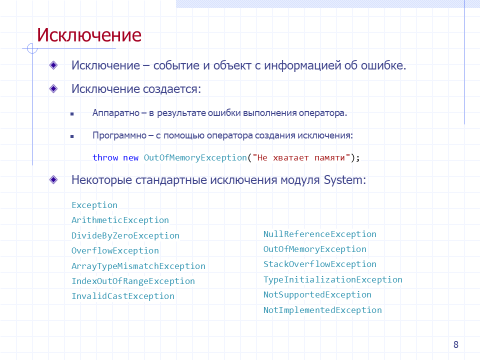 Исключение
Исключение – событие и объект с информацией об ошибке.
Исключение создается:
Аппаратно – в результате ошибки выполнения оператора.
Программно – с помощью оператора создания исключения:
throw new OutOfMemoryException("Не хватает памяти");
Некоторые стандартные исключения модуля System:
Exception
ArithmeticException
DivideByZeroException
OverflowException
ArrayTypeMismatchException
IndexOutOfRangeException
InvalidCastException
NullReferenceException
OutOfMemoryException
StackOverflowException
TypeInitializationException
NotSupportedException
NotImplementedException
8